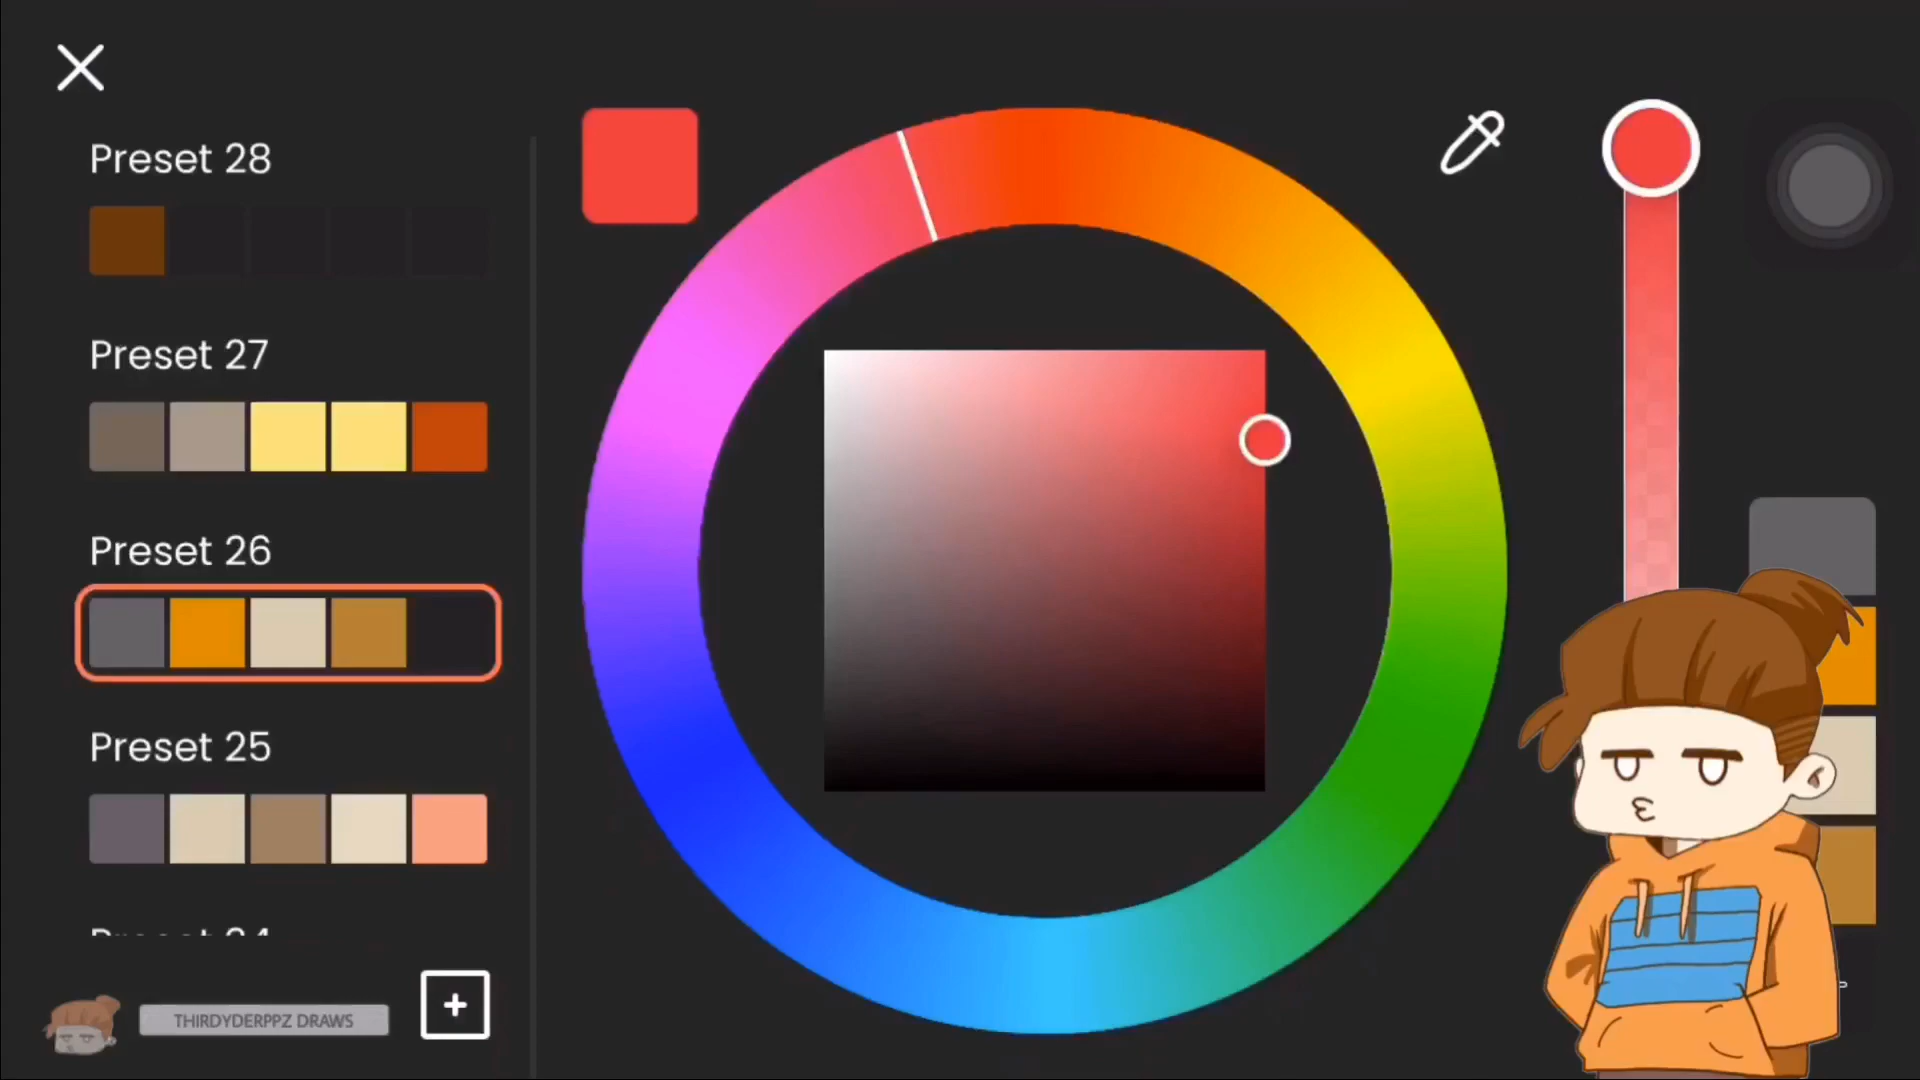 Preset 28
Preset 27
Preset 26
Preset 25
THIRDYDERPPZ DRAWS